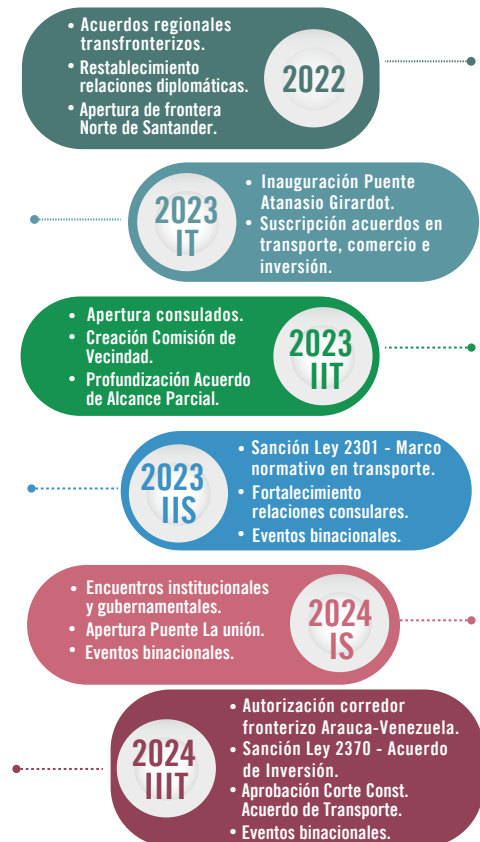 • Acuerdos regionales
transfronterizos.
• Restablecimiento
relaciones diplomáticas.
• Apertura de frontera
Norte de Santander.
2022
2023
IT
• Inauguración Puente
Atanasio Girardot.
• Suscripción acuerdos en
transporte, comercio e
inversión.
• Apertura consulados.
• Creación Comisión de
Vecindad.
• Profundización Acuerdo
de Alcance Parcial.
2023
IIT
2023
IIS
• Sanción Ley 2301 - Marco
normativo en transporte.
• Fortalecimiento
relaciones consulares.
• Eventos binacionales.
• Encuentros institucionales
y gubernamentales.
• Apertura Puente La unión.
• Eventos binacionales.
2024
IS
2024
IIIT
• Autorización corredor
fronterizo Arauca-Venezuela.
• Sanción Ley 2370 - Acuerdo
de Inversión.
• Aprobación Corte Const.
Acuerdo de Transporte.
• Eventos binacionales.